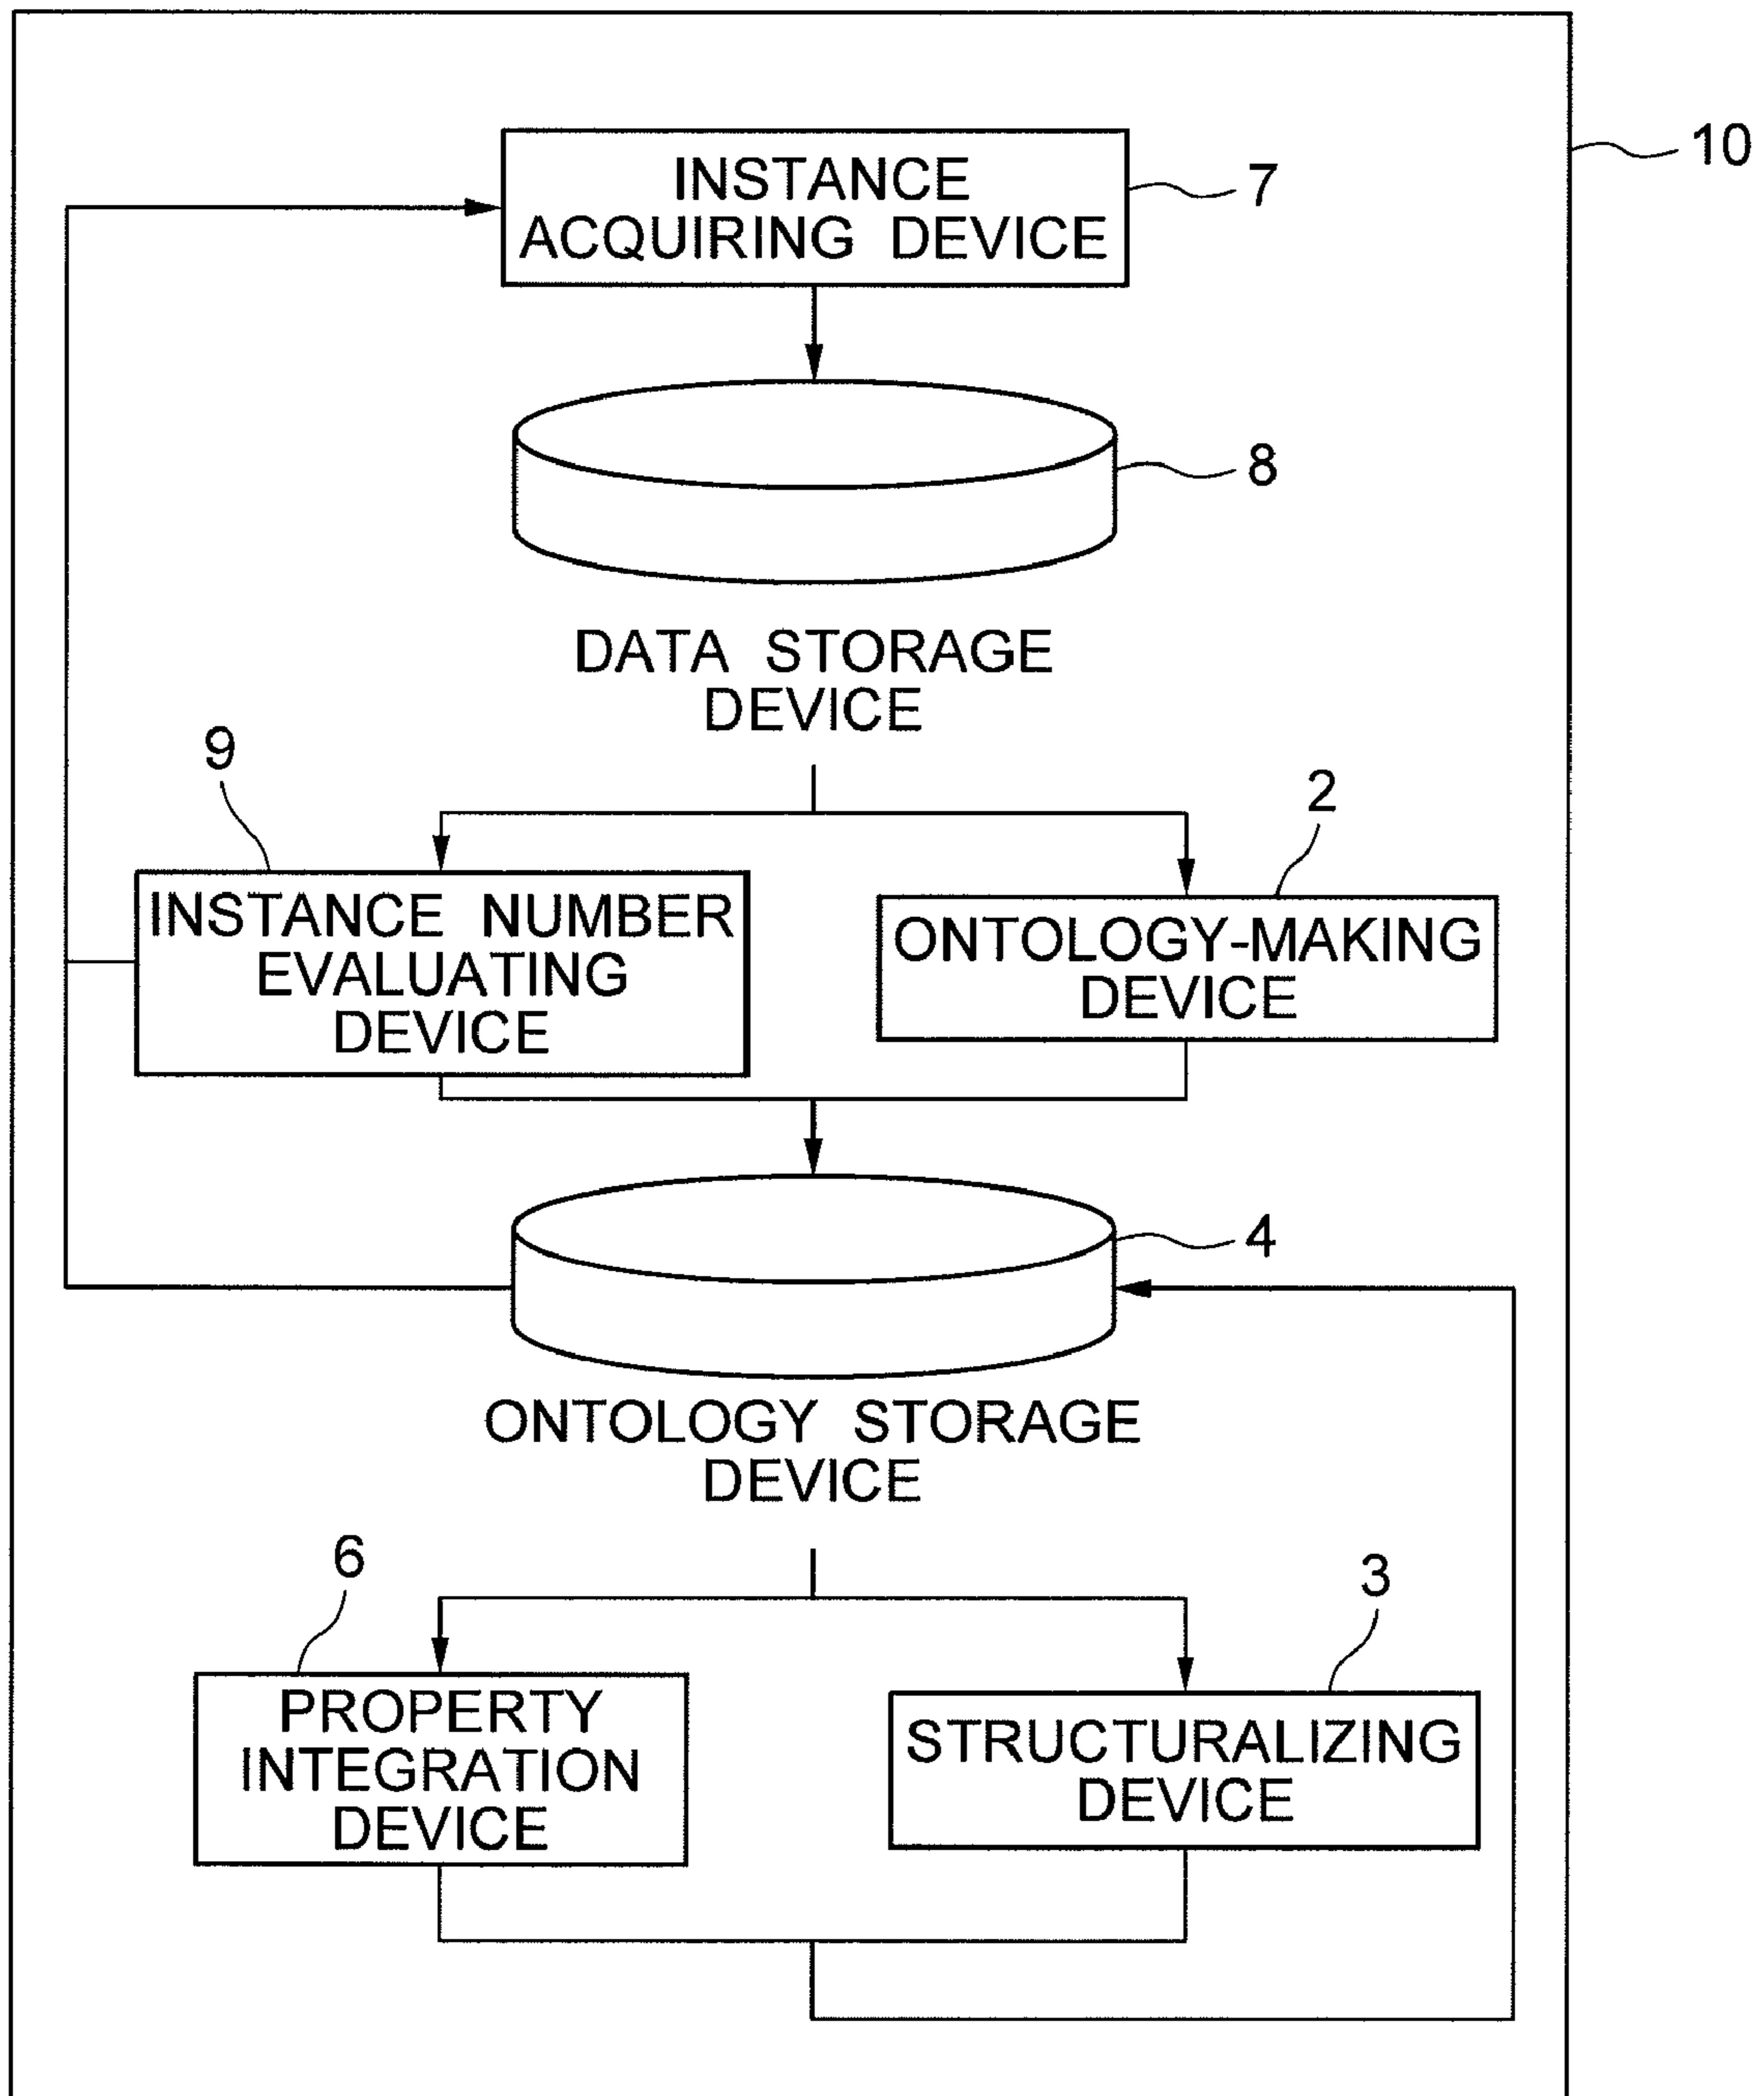 10
INSTANCE
ACQUIRING DEVICE
7
8
DATA STORAGE
DEVICE
9
2
INSTANCE NUMBER
EVALUATING
DEVICE
ONTOLOGY-MAKING
DEVICE
4
ONTOLOGY STORAGE
DEVICE
6
3
PROPERTY
INTEGRATION
DEVICE
STRUCTURALIZING
DEVICE